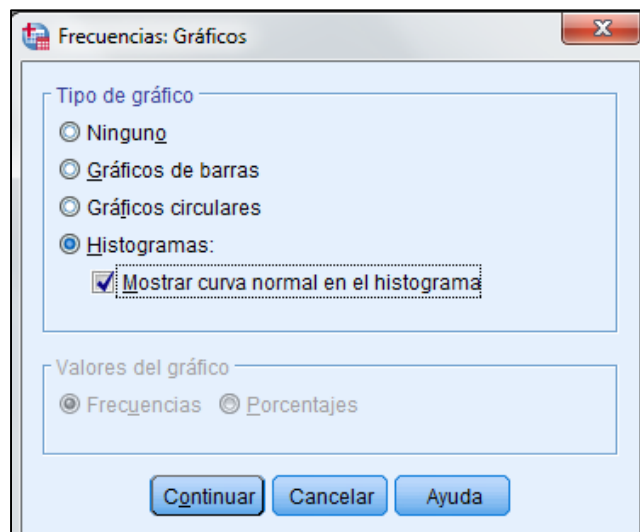 Frecuencias: Gráficos
Tipo de gráfico
Ninguno
Gráficos de barras
Gráficos circulares
Histogramas:
Mostrar curva normal en el histograma
Valores del gráfico
Frecuencias Porcentajes
Continuar Cancelar Ayuda